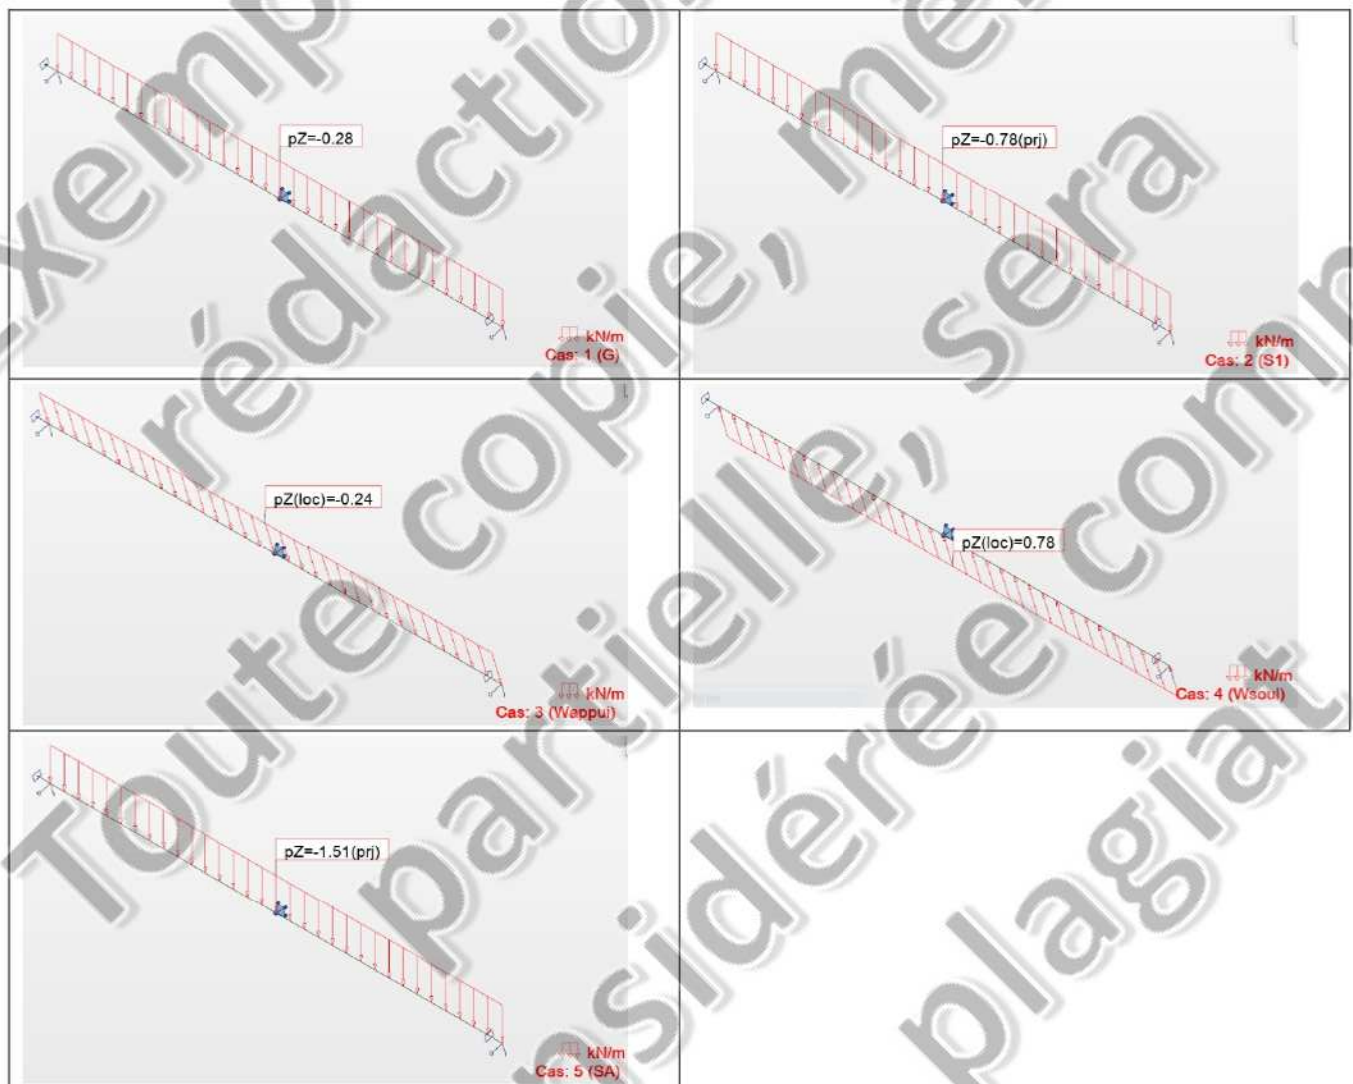 pZ=-0.28
kN/m
Cas: 1 (G)
pZ=-0.78(prj)
kN/m
Cas: 2 (S1)
pZ(loc)=-0.24
kN/m
Cas: 3 (Wappui)
pZ(loc)=0.78
kN/m
Cas: 4 (Wsoul)
pZ=-1.51(prj)
kN/m
Cas: 5 (SA)
rédaction
Toute copie, même
partielle, sera
considérée comme
plagiat